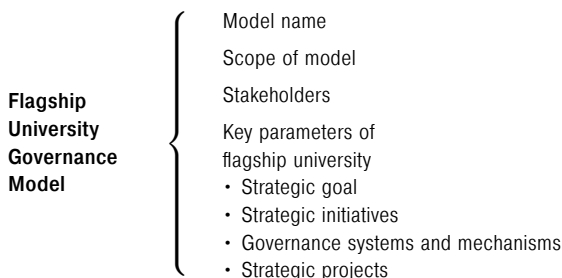 Flagship
University
Governance
Model
Model name
Scope of model
Stakeholders
Key parameters of
flagship university
• Strategic goal
• Strategic initiatives
• Governance systems and mechanisms
• Strategic projects